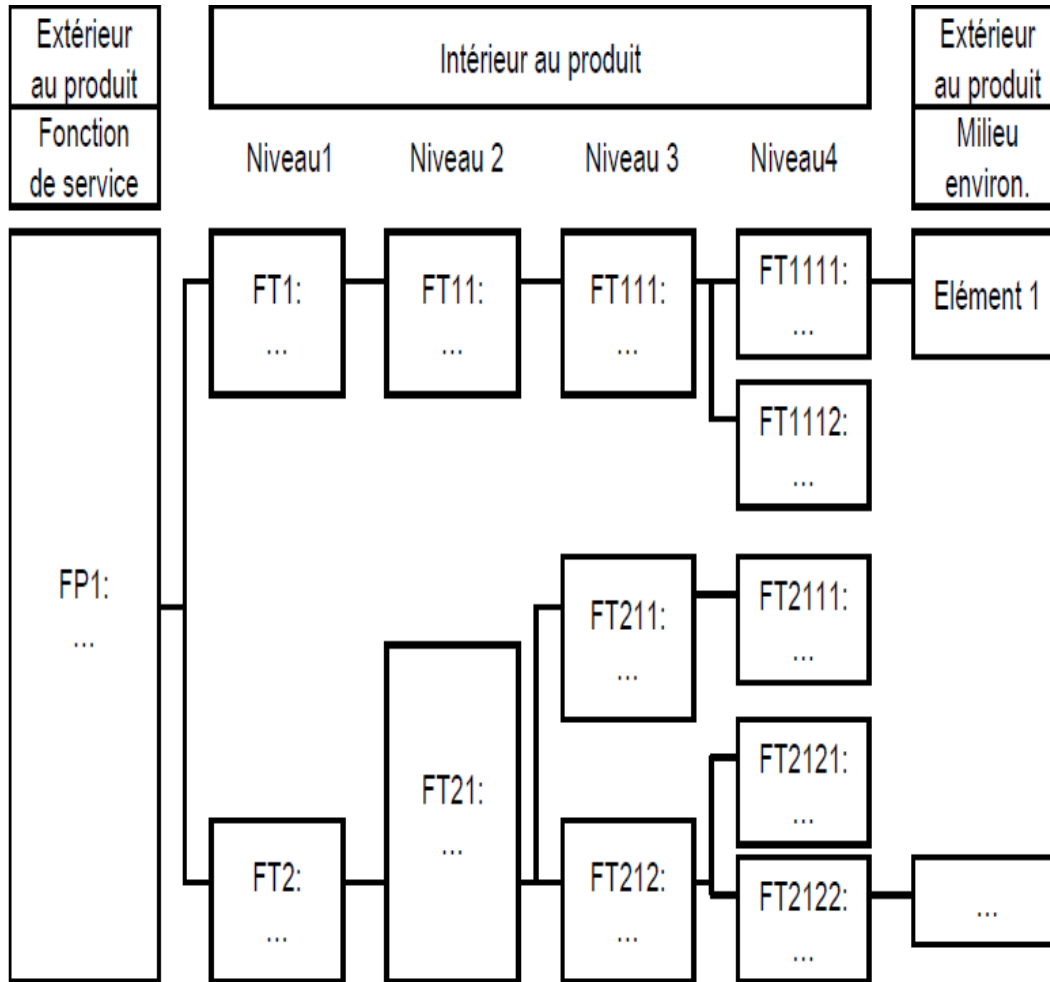 Extérieur
au produit
Intérieur au produit
Extérieur
au produit
Fonction
de service
Niveau1
Niveau 2
Niveau 3
Niveau4
Milieu
environ.
FP1:
...
FT1:
...
FT11:
...
FT111:
...
FT1111:
...
Elément 1
FT1112:
...
FT2:
...
FT21:
...
FT211:
...
FT2111:
...
FT212:
...
FT2121:
...
FT2122:
...
...